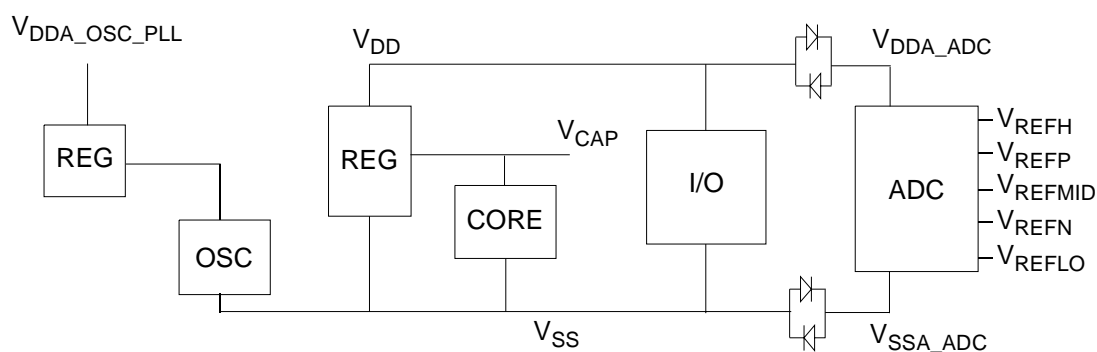 VDDA_OSC_PLL
VDD
VDDA_ADC
REG
REG
VCAP
I/O
ADC
VREFH
VREFP
VREFMID
VREFN
VREFLO
CORE
OSC
VSS
VSSA_ADC